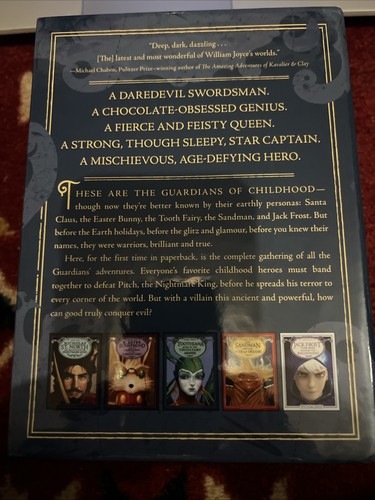 "Deep, dark, dazzling . . .
[The] latest and most wonderful of William Joyce's worlds."
—Michael Chabon, Pulitzer Prize–winning author of The Amazing Adventures of Kavalier & Clay
A DAREDEVIL SWORDSMAN.
A CHOCOLATE-OBSESSED GENIUS.
A FIERCE AND FEISTY QUEEN.
A STRONG, THOUGH SLEEPY, STAR CAPTAIN.
A MISCHIEVOUS, AGE-DEFYING HERO.
THESE ARE THE GUARDIANS OF CHILDHOOD—
though now they're better known by their earthly personas: Santa
Claus, the Easter Bunny, the Tooth Fairy, the Sandman, and Jack Frost. But
before the Earth holidays, before the glitz and glamour, before you knew their
names, they were warriors, brilliant and true.
Here, for the first time in paperback, is the complete gathering of all the
Guardians' adventures. Everyone's favorite childhood heroes must band
together to defeat Pitch, the Nightmare King, before he spreads his terror to
every corner of the world. But with a villain this ancient and powerful, how
can good truly conquer evil?
NICHOLAS
ST. NORTH
TOOTHIANA
SANDMAN
JACK FROST